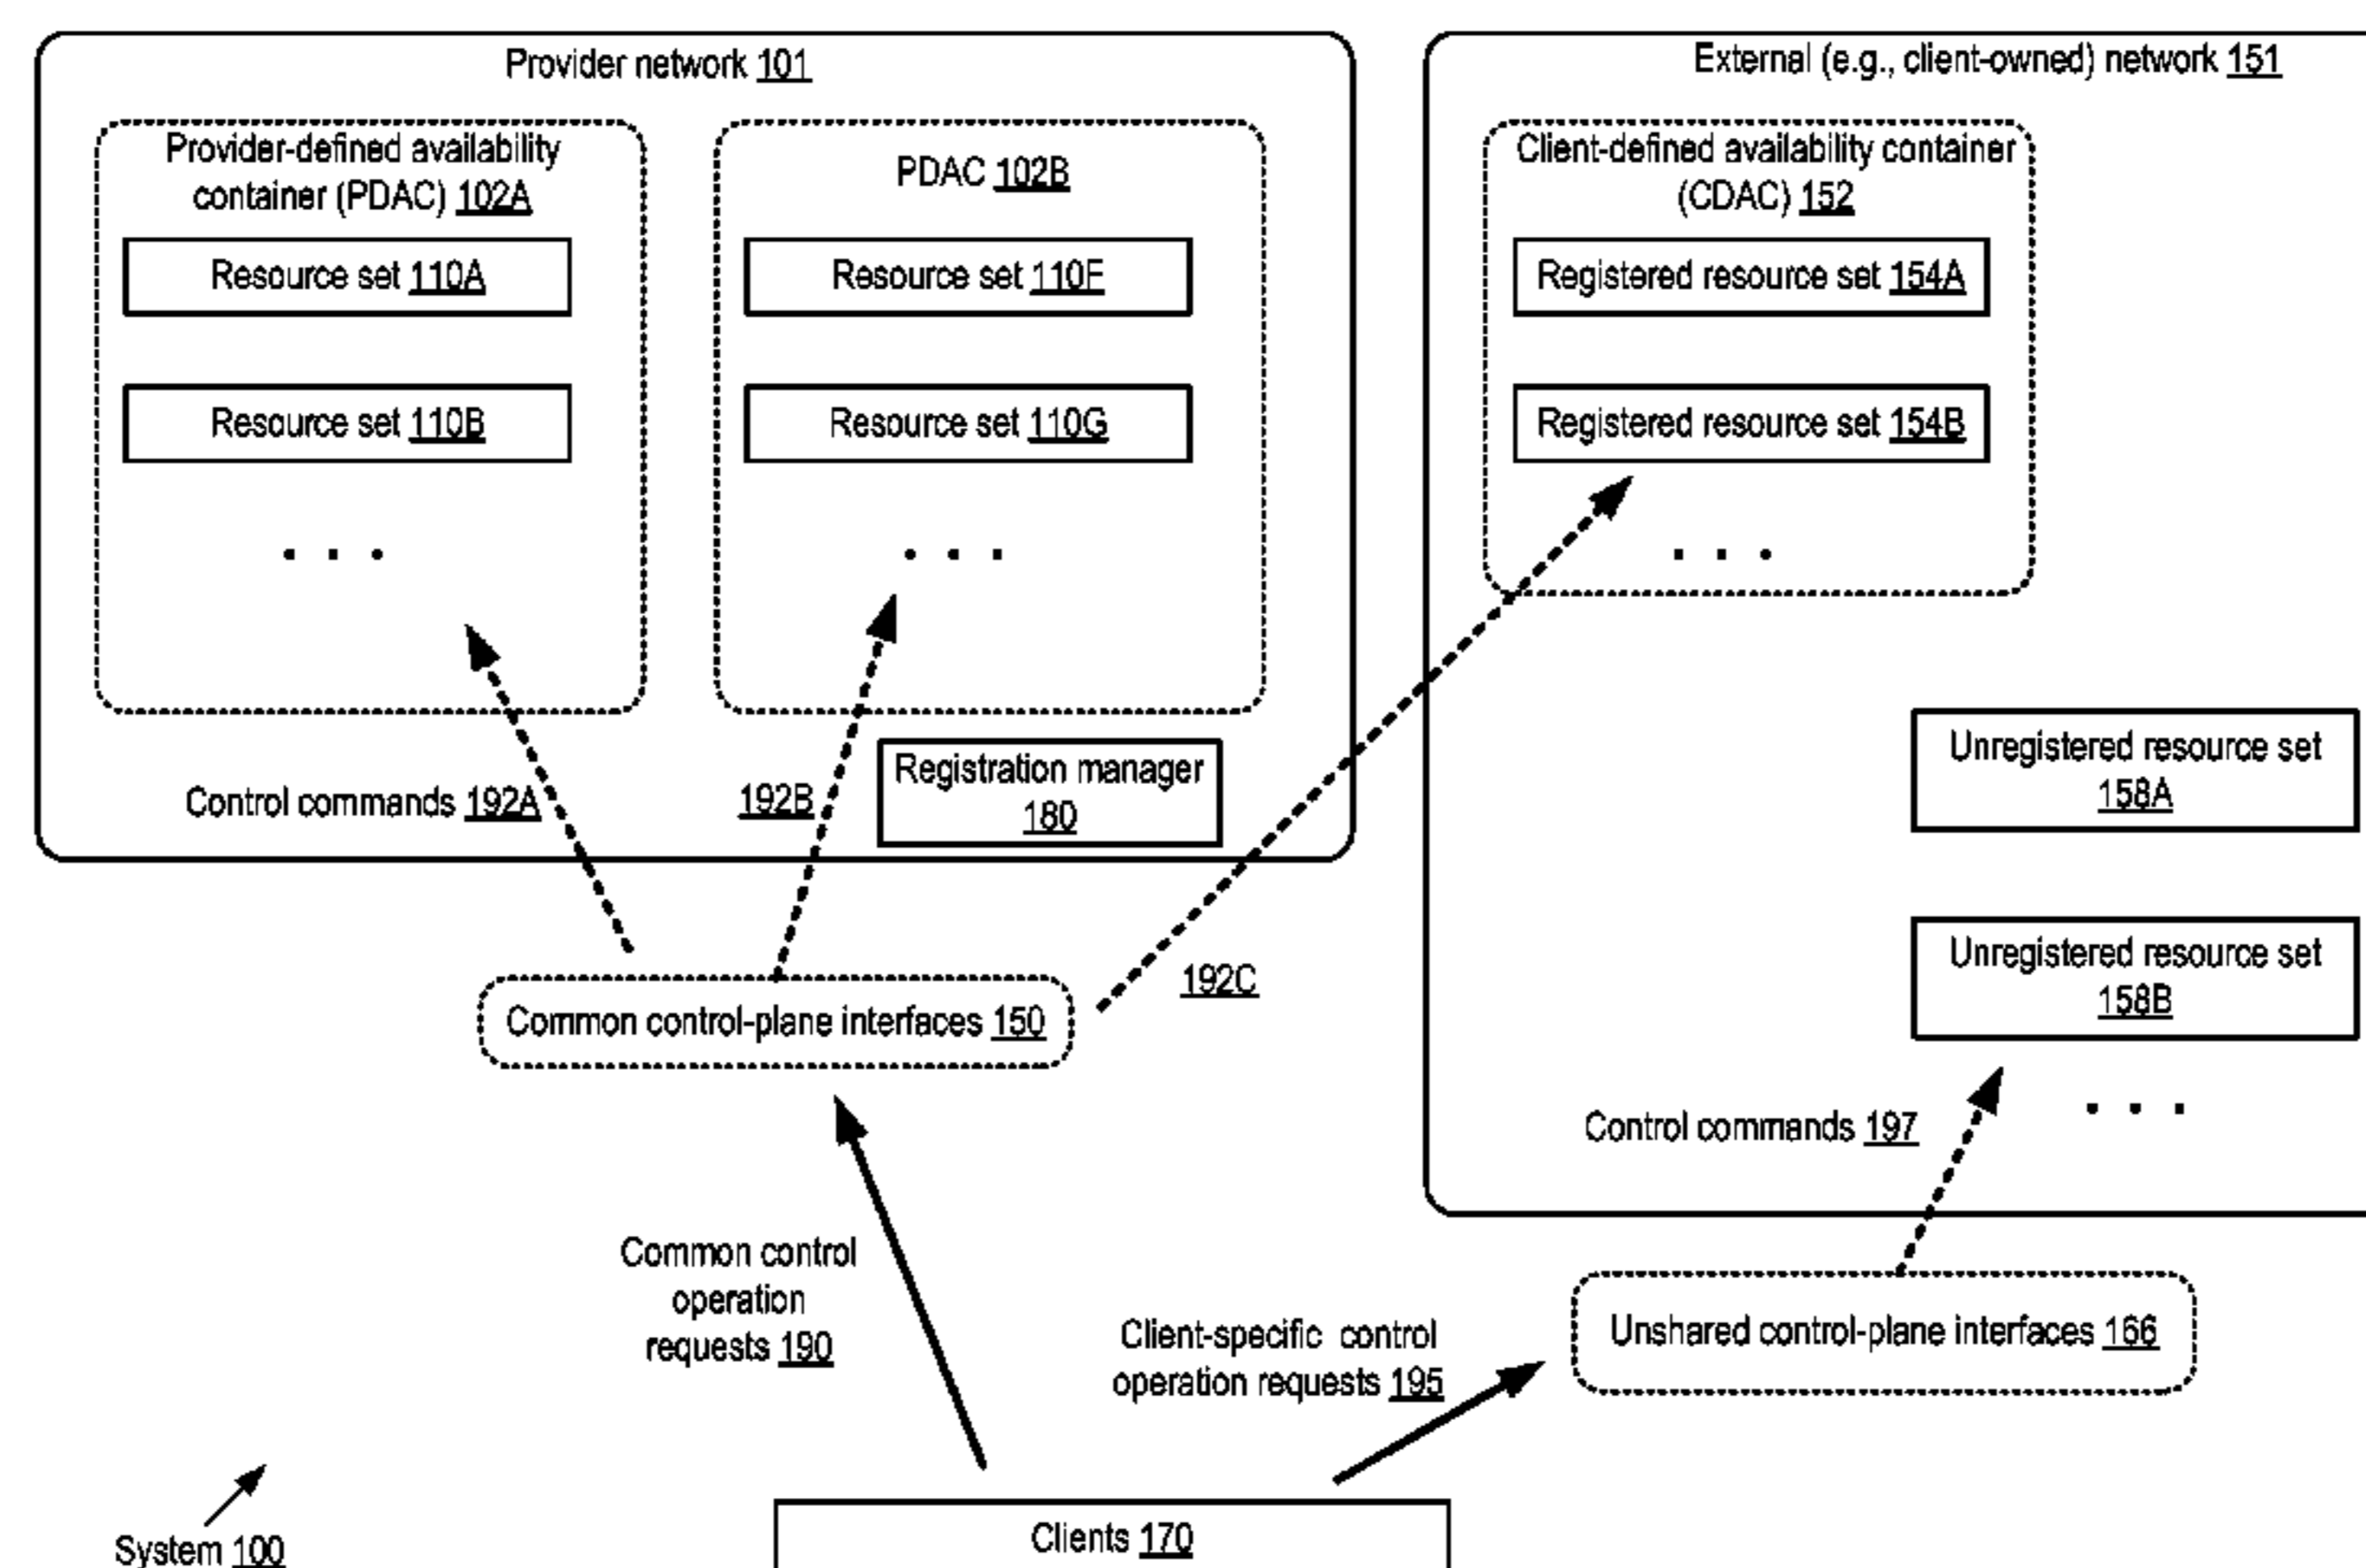 Provider network 101
External (e.g., client-owned) network 151
Provider-defined availability
container (PDAC) 102A
PDAC 102B
Client-defined availability container
(CDAC) 152
Resource set 110A
Resource set 110F
Registered resource set 154A
Resource set 110B
Resource set 110G
Registered resource set 154B
. . .
. . .
. . .
Control commands 192A
192B
Registration manager
180
Unregistered resource set
158A
192C
Unregistered resource set
158B
Common control-plane interfaces 150
Control commands 197
. . .
Common control
operation
requests 190
Client-specific control
operation requests 195
Unshared control-plane interfaces 166
System 100
Clients 170